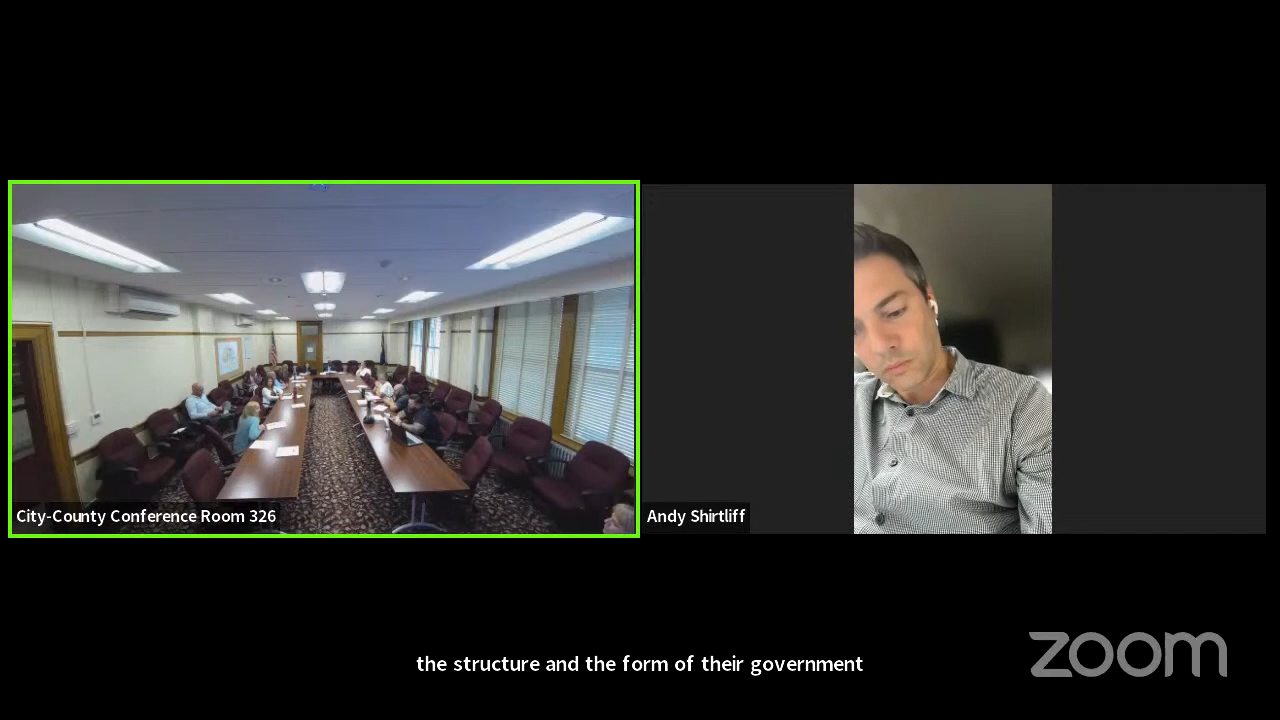 City-County Conference Room 326
Andy Shirtliff
the structure and the form of their government
zoom